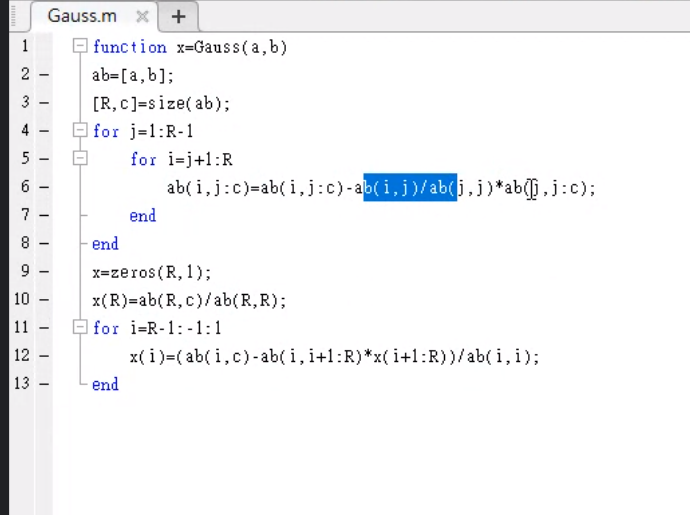 Gauss.m × +
1 function x=Gauss(a,b)
2 – ab=[a,b];
3 – [R,c]=size(ab);
4 – for j=1:R-1
5 – for i=j+1:R
6 – ab(i,j:c)=ab(i,j:c)-ab(i,j)/ab(j,j)*ab(j,j:c);
7 – end
8 – end
9 – x=zeros(R,1);
10 – x(R)=ab(R,c)/ab(R,R);
11 – for i=R-1:-1:1
12 – x(i)=(ab(i,c)-ab(i,i+1:R)*x(i+1:R))/ab(i,i);
13 – end